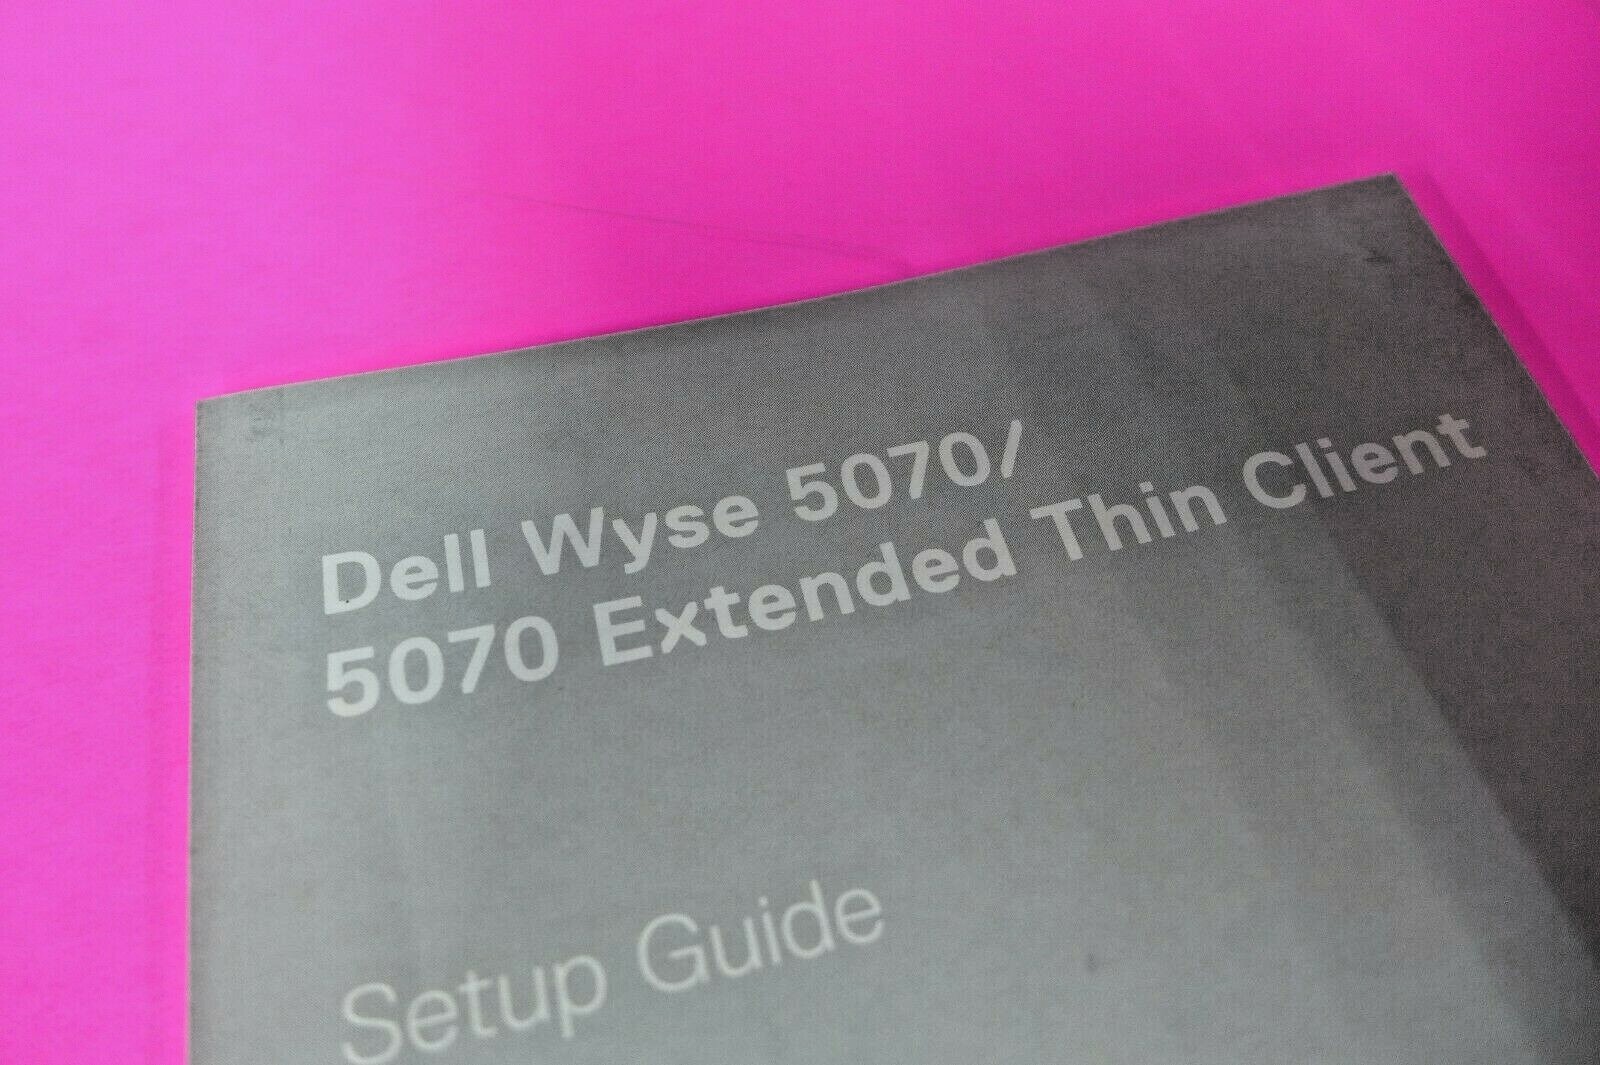 Dell Wyse 5070/
5070 Extended Thin Client
Setup Guide